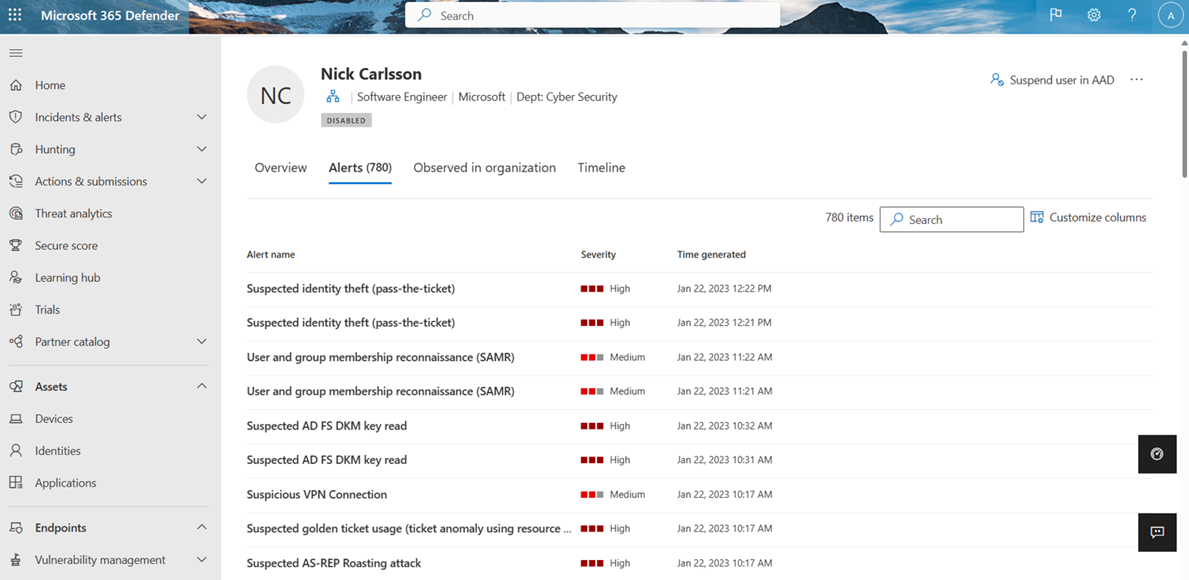 Microsoft 365 Defender
Search
?
A
Home
Incidents & alerts
Hunting
Actions & submissions
Threat analytics
Secure score
Learning hub
Trials
Partner catalog
Assets
Devices
Identities
Applications
Endpoints
Vulnerability management
NC
Nick Carlsson
Software Engineer | Microsoft | Dept: Cyber Security
DISABLED
Suspend user in AAD ···
Overview Alerts (780) Observed in organization Timeline
780 items Search Customize columns
Alert name Severity Time generated
Suspected identity theft (pass-the-ticket) High Jan 22, 2023 12:22 PM
Suspected identity theft (pass-the-ticket) High Jan 22, 2023 12:21 PM
User and group membership reconnaissance (SAMR) Medium Jan 22, 2023 11:22 AM
User and group membership reconnaissance (SAMR) Medium Jan 22, 2023 11:21 AM
Suspected AD FS DKM key read High Jan 22, 2023 10:32 AM
Suspected AD FS DKM key read High Jan 22, 2023 10:31 AM
Suspicious VPN Connection Medium Jan 22, 2023 10:17 AM
Suspected golden ticket usage (ticket anomaly using resource ... High Jan 22, 2023 10:17 AM
Suspected AS-REP Roasting attack High Jan 22, 2023 10:17 AM